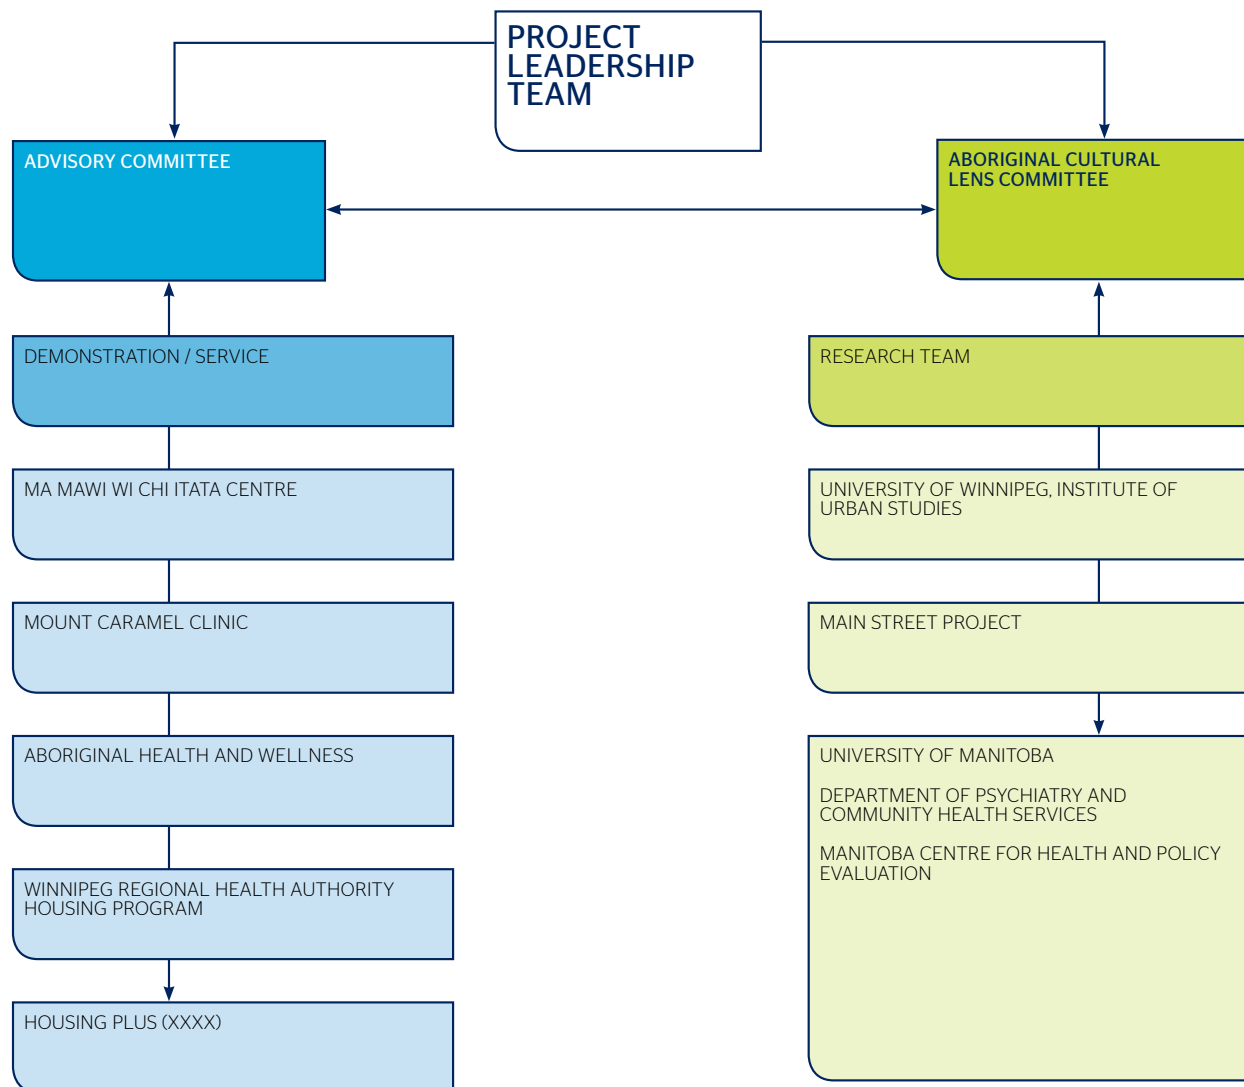 PROJECT
LEADERSHIP
TEAM
ADVISORY COMMITTEE
ABORIGINAL CULTURAL
LENS COMMITTEE
DEMONSTRATION / SERVICE
MA MAWI WI CHI ITATA CENTRE
MOUNT CARAMEL CLINIC
ABORIGINAL HEALTH AND WELLNESS
WINNIPEG REGIONAL HEALTH AUTHORITY
HOUSING PROGRAM
HOUSING PLUS (XXXX)
RESEARCH TEAM
UNIVERSITY OF WINNIPEG, INSTITUTE OF
URBAN STUDIES
MAIN STREET PROJECT
UNIVERSITY OF MANITOBA
DEPARTMENT OF PSYCHIATRY AND
COMMUNITY HEALTH SERVICES
MANITOBA CENTRE FOR HEALTH AND POLICY
EVALUATION